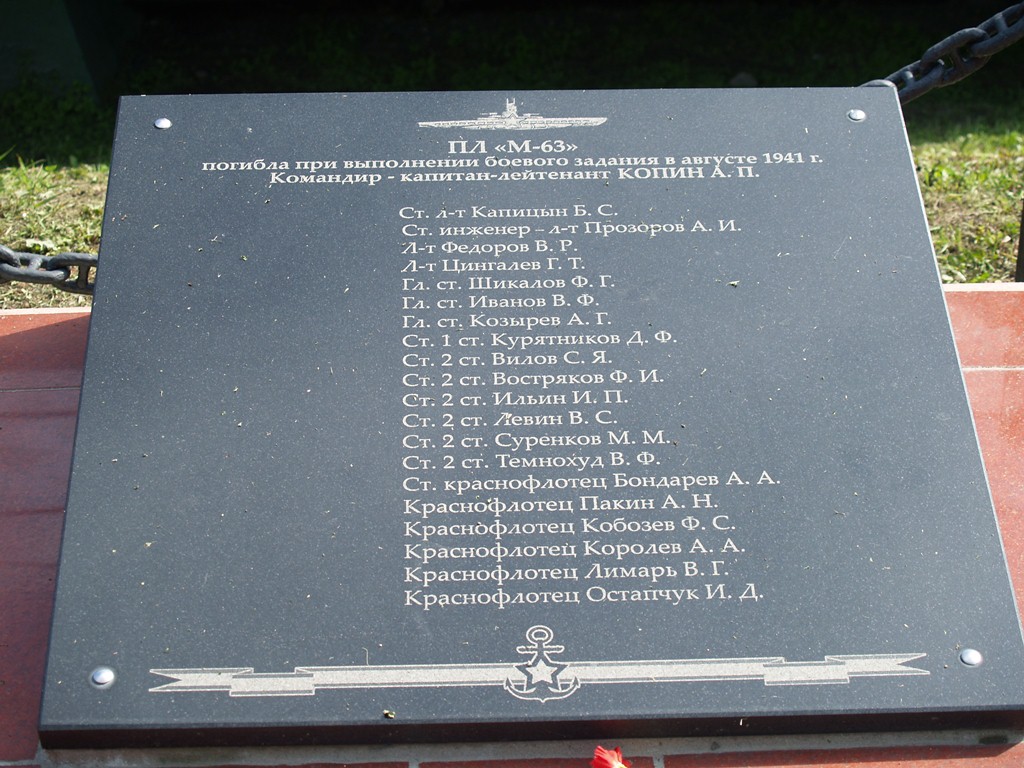 ПЛ «М-63»
погибла при выполнении боевого задания в августе 1941 г.
Командир - капитан-лейтенант КОПИН А. П.
Ст. л-т Капицын Б. С.
Ст. инженер - л-т Прозоров А. И.
Л-т Федоров В. Р.
Л-т Цингалев Г. Т.
Гл. ст. Шикалов Ф. Г.
Гл. ст. Иванов В. Ф.
Гл. ст. Козырев А. Г.
Ст. 1 ст. Курятников Д. Ф.
Ст. 2 ст. Вилов С. Я.
Ст. 2 ст. Востряков Ф. И.
Ст. 2 ст. Ильин И. П.
Ст. 2 ст. Левин В. С.
Ст. 2 ст. Суренков М. М.
Ст. 2 ст. Темнохуд В. Ф.
Ст. краснофлотец Бондарев А. А.
Краснофлотец Пакин А. Н.
Краснофлотец Кобозев Ф. С.
Краснофлотец Королев А. А.
Краснофлотец Лимарь В. Г.
Краснофлотец Остапчук И. Д.